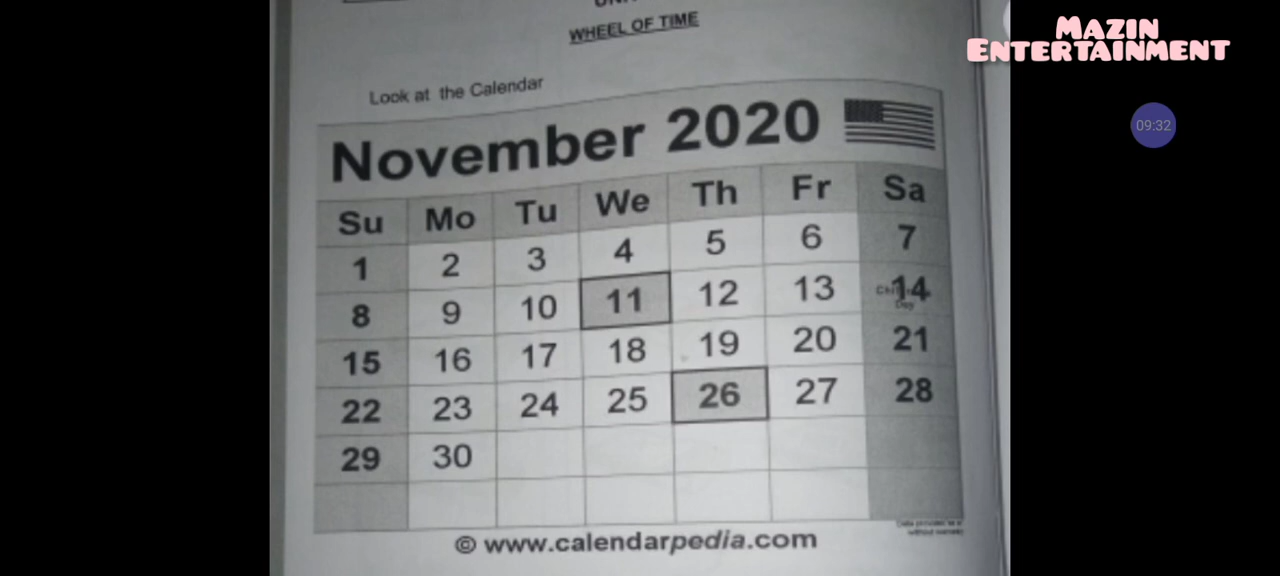 WHEEL OF TIME
MAZIN
ENTERTAINMENT
Look at the Calendar
09:32
November 2020
Su Mo Tu We Th Fr Sa
1 2 3 4 5 6 7
8 9 10 11 12 13 14
Day
15 16 17 18 19 20 21
22 23 24 25 26 27 28
29 30
© www.calendarpedia.com